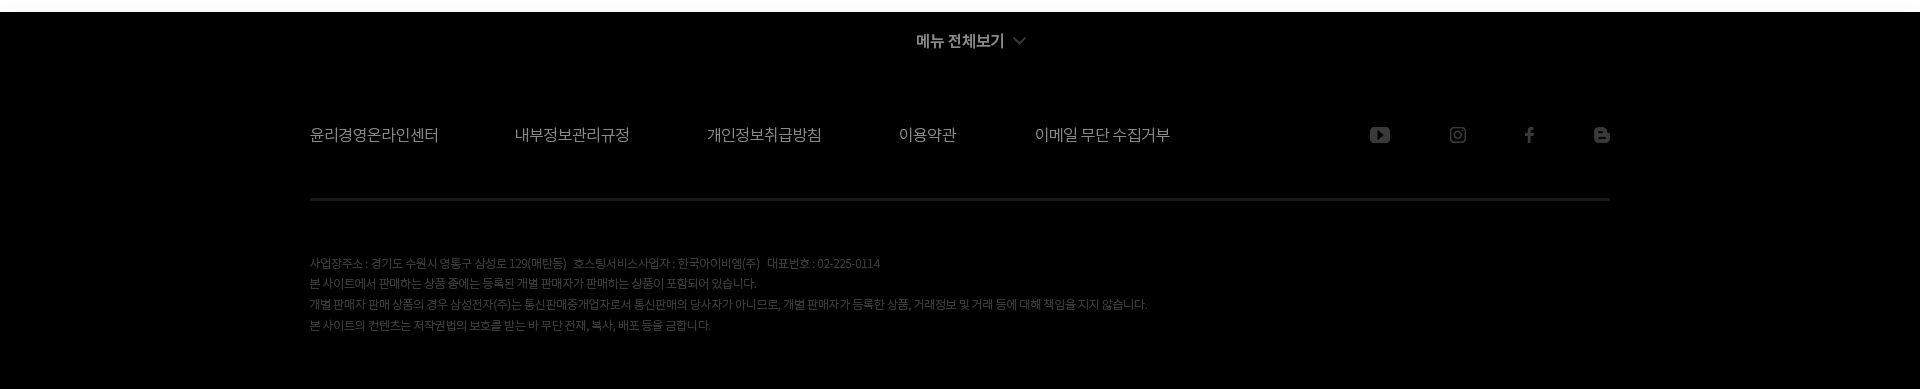 메뉴 전체보기
윤리경영온라인센터 내부정보관리규정 개인정보취급방침 이용약관 이메일 무단 수집거부
사업장주소 : 경기도 수원시 영통구 삼성로 129(매탄동) 호스팅서비스사업자 : 한국아이비엠(주) 대표번호 : 02-225-0114
본 사이트에서 판매하는 상품 중에는 등록된 개별 판매자가 판매하는 상품이 포함되어 있습니다.
개별 판매자 판매 상품의 경우 삼성전자(주)는 통신판매중개업자로서 통신판매의 당사자가 아니므로, 개별 판매자가 등록한 상품, 거래정보 및 거래 등에 대해 책임을 지지 않습니다.
본 사이트의 컨텐츠는 저작권법의 보호를 받는 바 무단 전재, 복사, 배포 등을 금합니다.